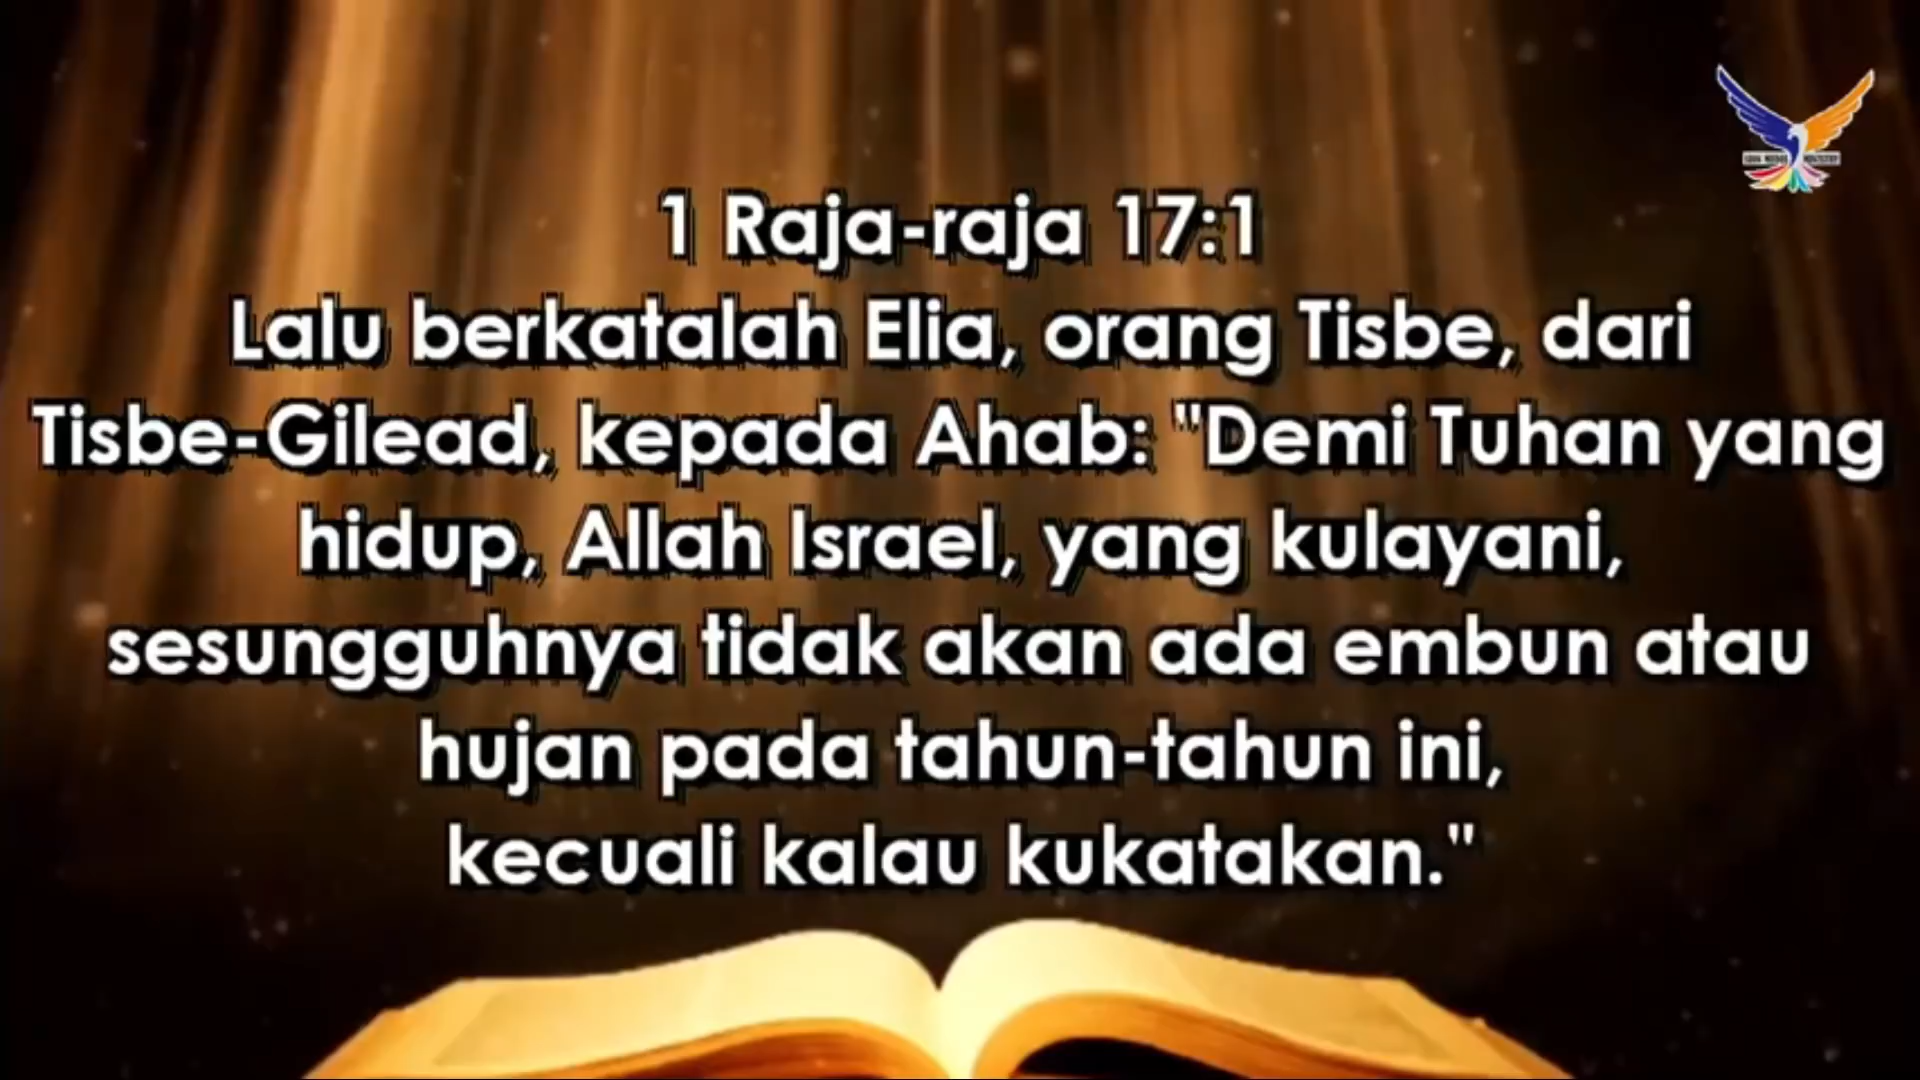 1 Raja-raja 17:1
Lalu berkatalah Elia, orang Tisbe, dari
Tisbe-Gilead, kepada Ahab: "Demi Tuhan yang
hidup, Allah Israel, yang kulayani,
sesungguhnya tidak akan ada embun atau
hujan pada tahun-tahun ini,
kecuali kalau kukatakan."